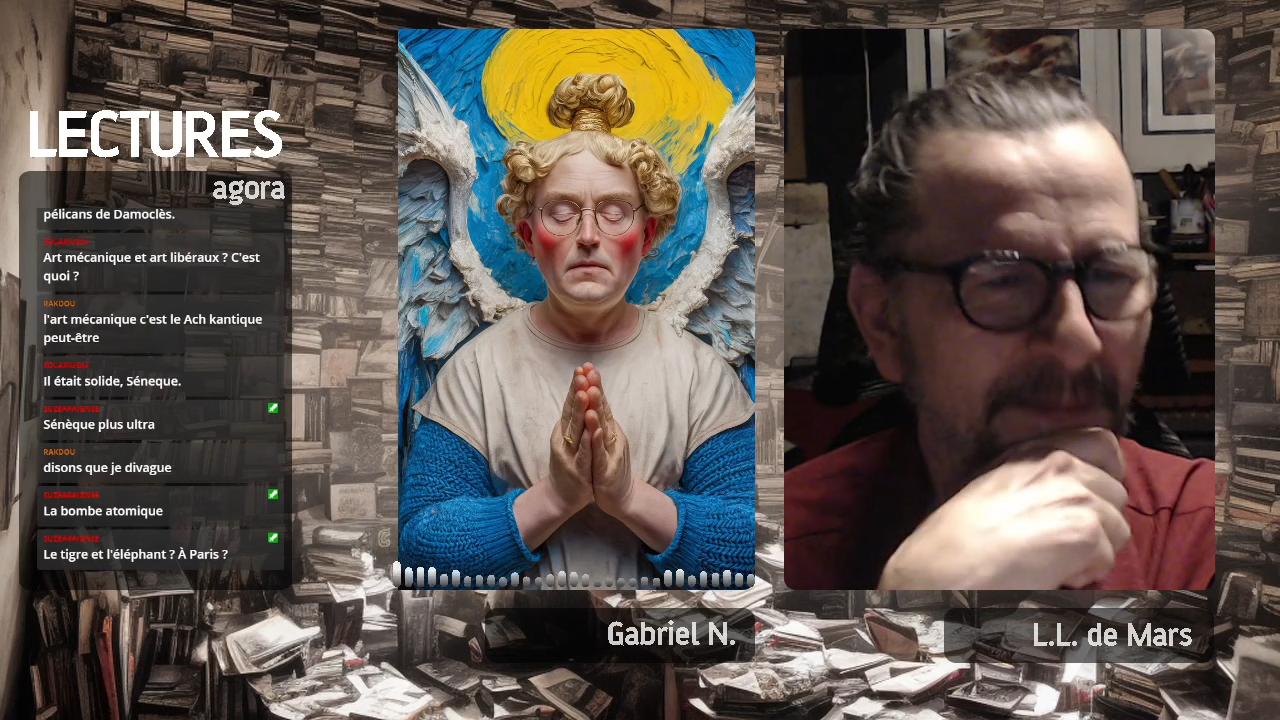 LECTURES
agora
pélicans de Damoclès.
Art mécanique et art libéraux ? C'est
quoi ?
RAKDOU
l'art mécanique c'est le Ach kantique
peut-être
Il était solide, Séneque.
Sénèque plus ultra
RAKDOU
disons que je divague
La bombe atomique
Le tigre et l'éléphant ? À Paris ?
Gabriel N.
L.L. de Mars